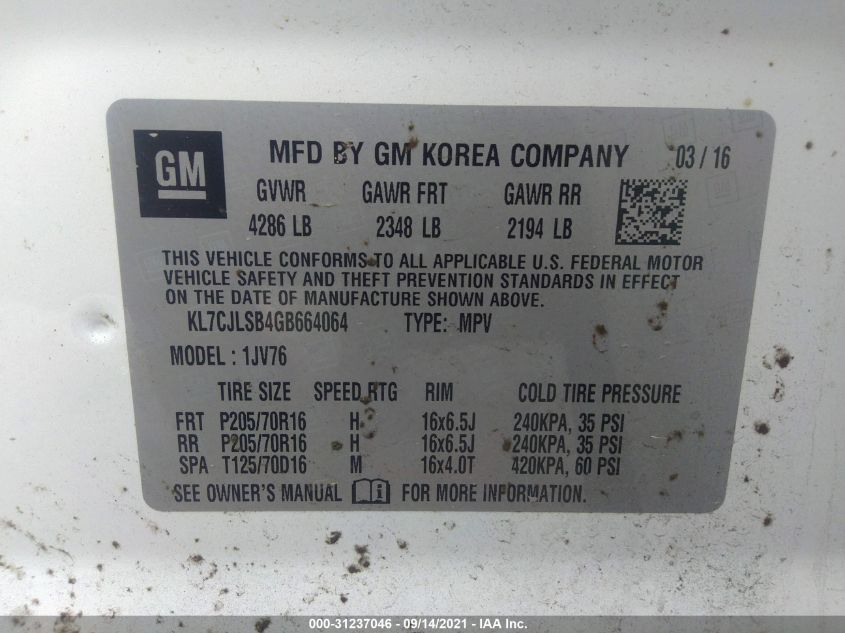 GM
MFD BY GM KOREA COMPANY 03 / 16
GVWR GAWR FRT GAWR RR
4286 LB 2348 LB 2194 LB
THIS VEHICLE CONFORMS TO ALL APPLICABLE U.S. FEDERAL MOTOR
VEHICLE SAFETY AND THEFT PREVENTION STANDARDS IN EFFECT
ON THE DATE OF MANUFACTURE SHOWN ABOVE.
KL7CJLSB4GB664064 TYPE: MPV
MODEL : 1JV76
TIRE SIZE SPEED RTG RIM COLD TIRE PRESSURE
FRT P205/70R16 H 16x6.5J 240KPA, 35 PSI
RR P205/70R16 H 16x6.5J 240KPA, 35 PSI
SPA T125/70D16 M 16x4.0T 420KPA, 60 PSI
SEE OWNER'S MANUAL i FOR MORE INFORMATION.
000-31237046 - 09/14/2021 - IAA Inc.